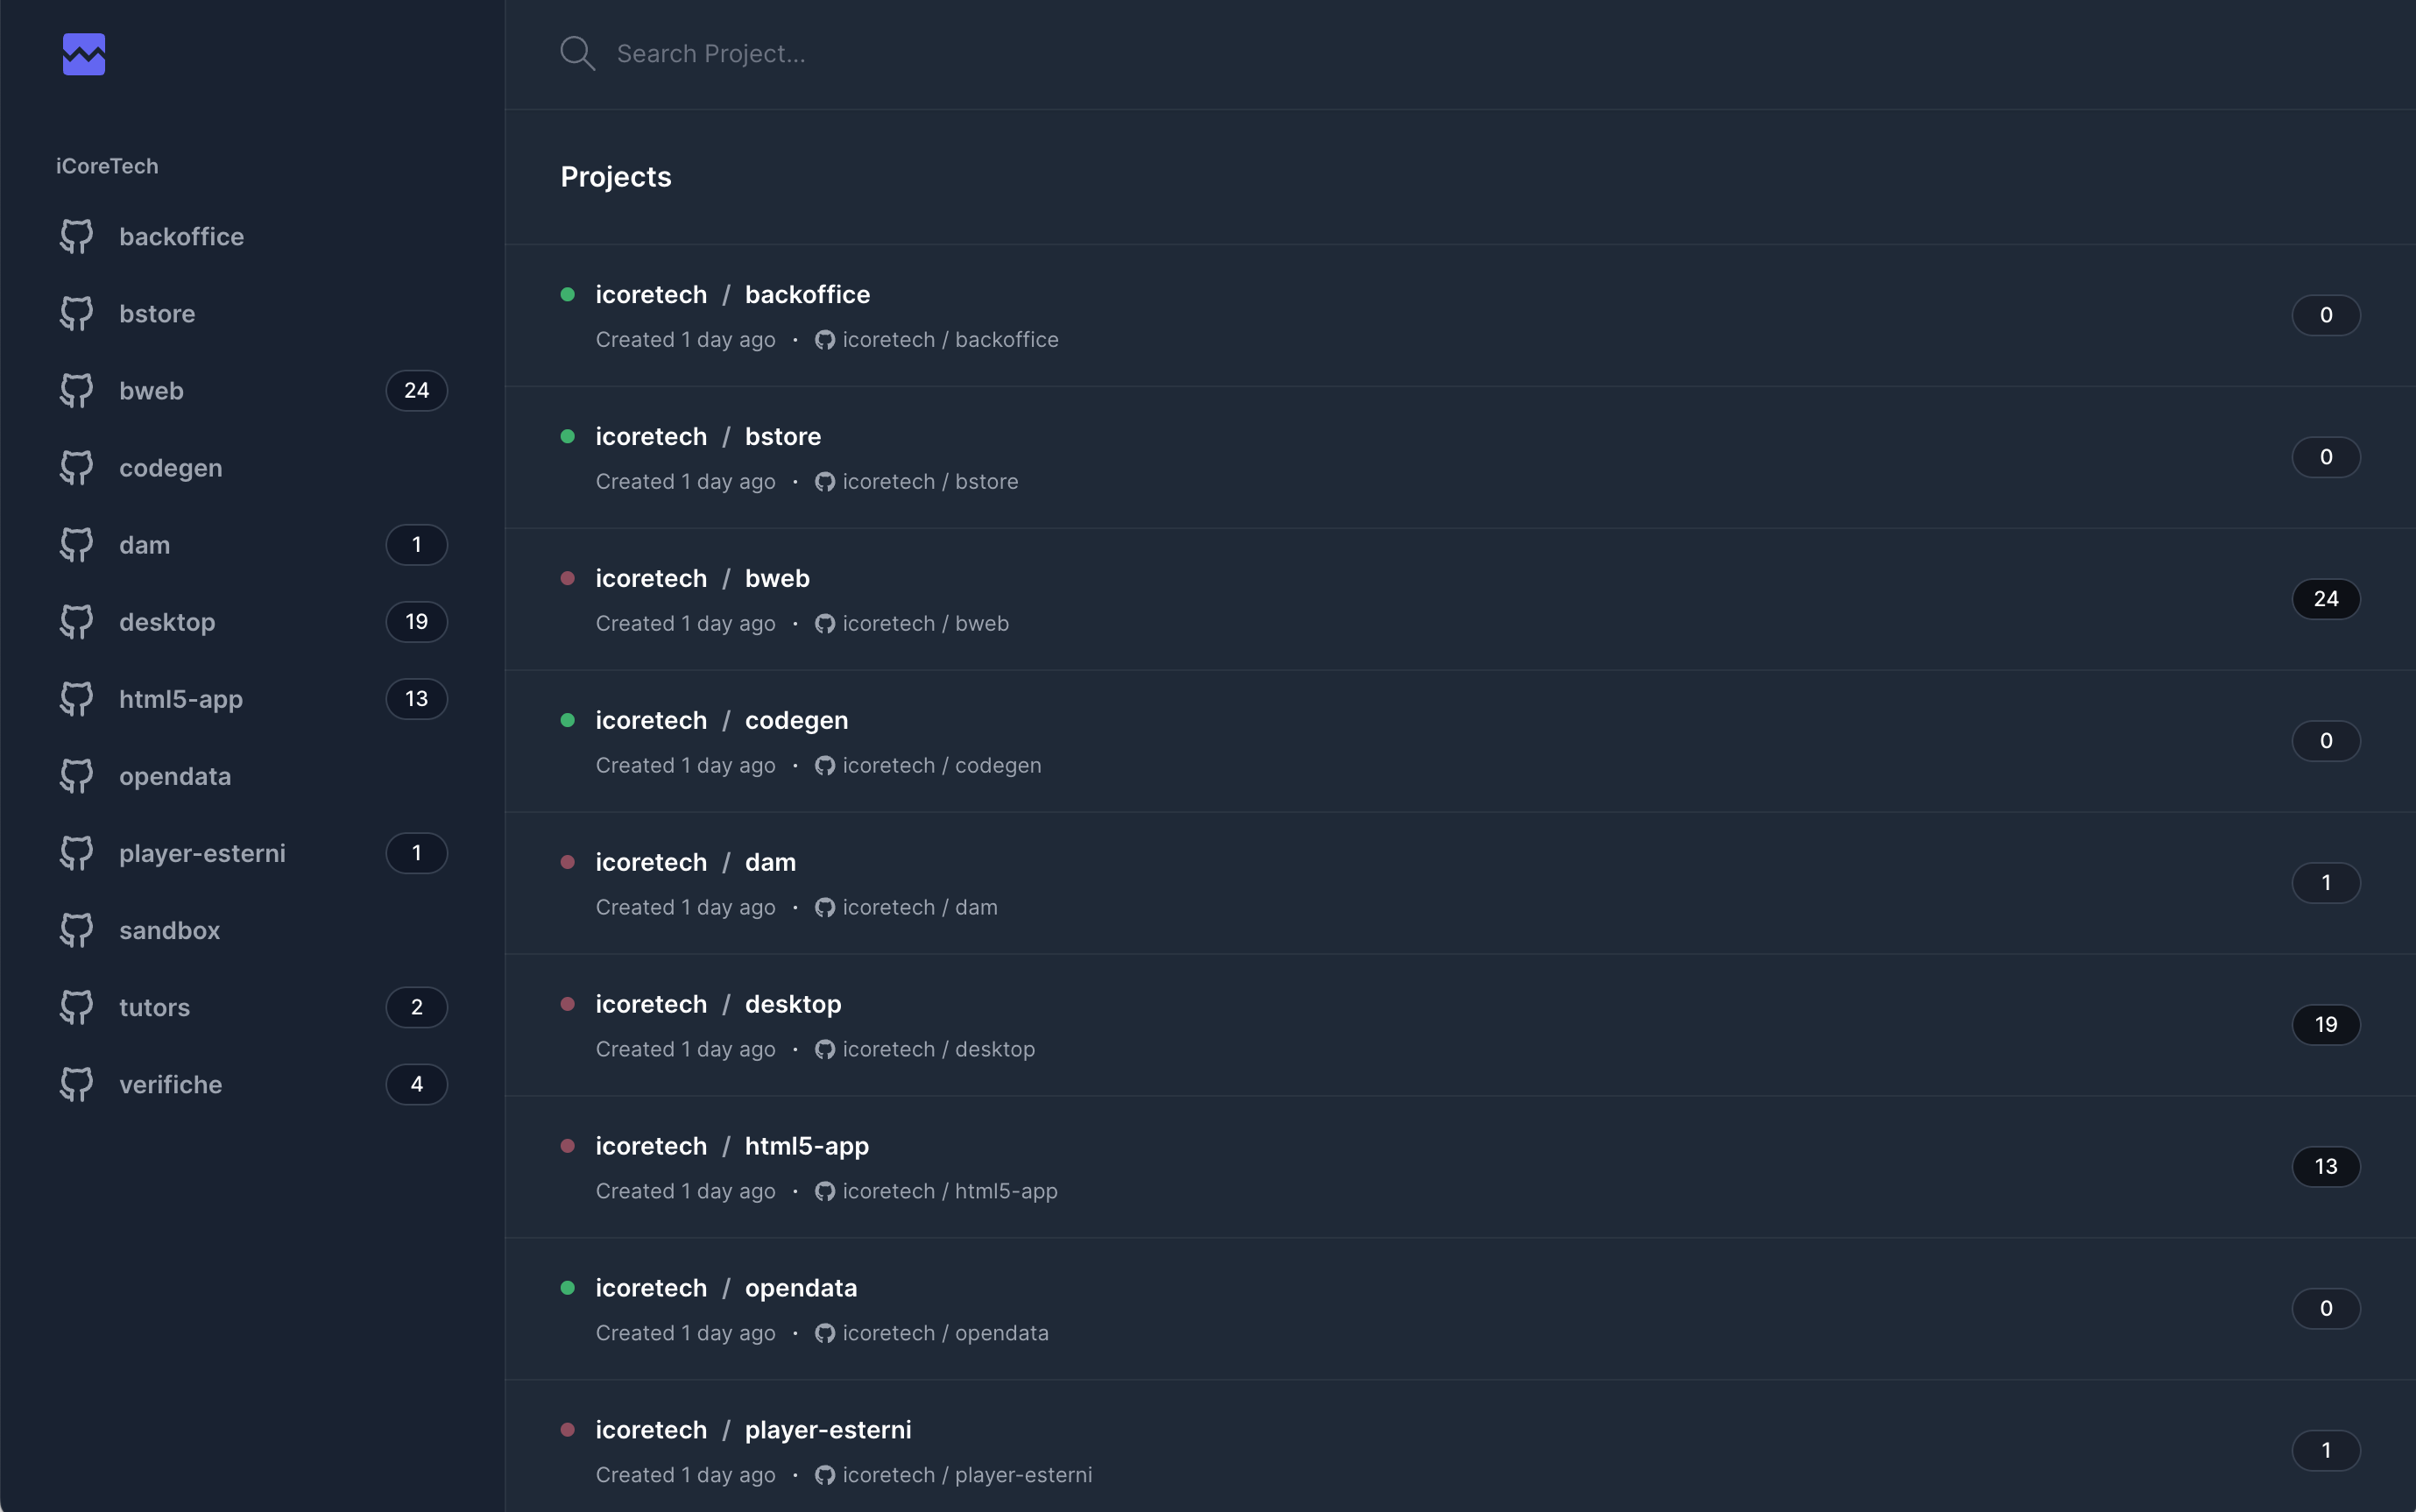 iCoreTech
backoffice
bstore
bweb 24
codegen
dam 1
desktop 19
html5-app 13
opendata
player-esterni 1
sandbox
tutors 2
verifiche 4
Search Project...
Projects
icoretech / backoffice
Created 1 day ago · icoretech / backoffice
0
icoretech / bstore
Created 1 day ago · icoretech / bstore
0
icoretech / bweb
Created 1 day ago · icoretech / bweb
24
icoretech / codegen
Created 1 day ago · icoretech / codegen
0
icoretech / dam
Created 1 day ago · icoretech / dam
1
icoretech / desktop
Created 1 day ago · icoretech / desktop
19
icoretech / html5-app
Created 1 day ago · icoretech / html5-app
13
icoretech / opendata
Created 1 day ago · icoretech / opendata
0
icoretech / player-esterni
Created 1 day ago · icoretech / player-esterni
1